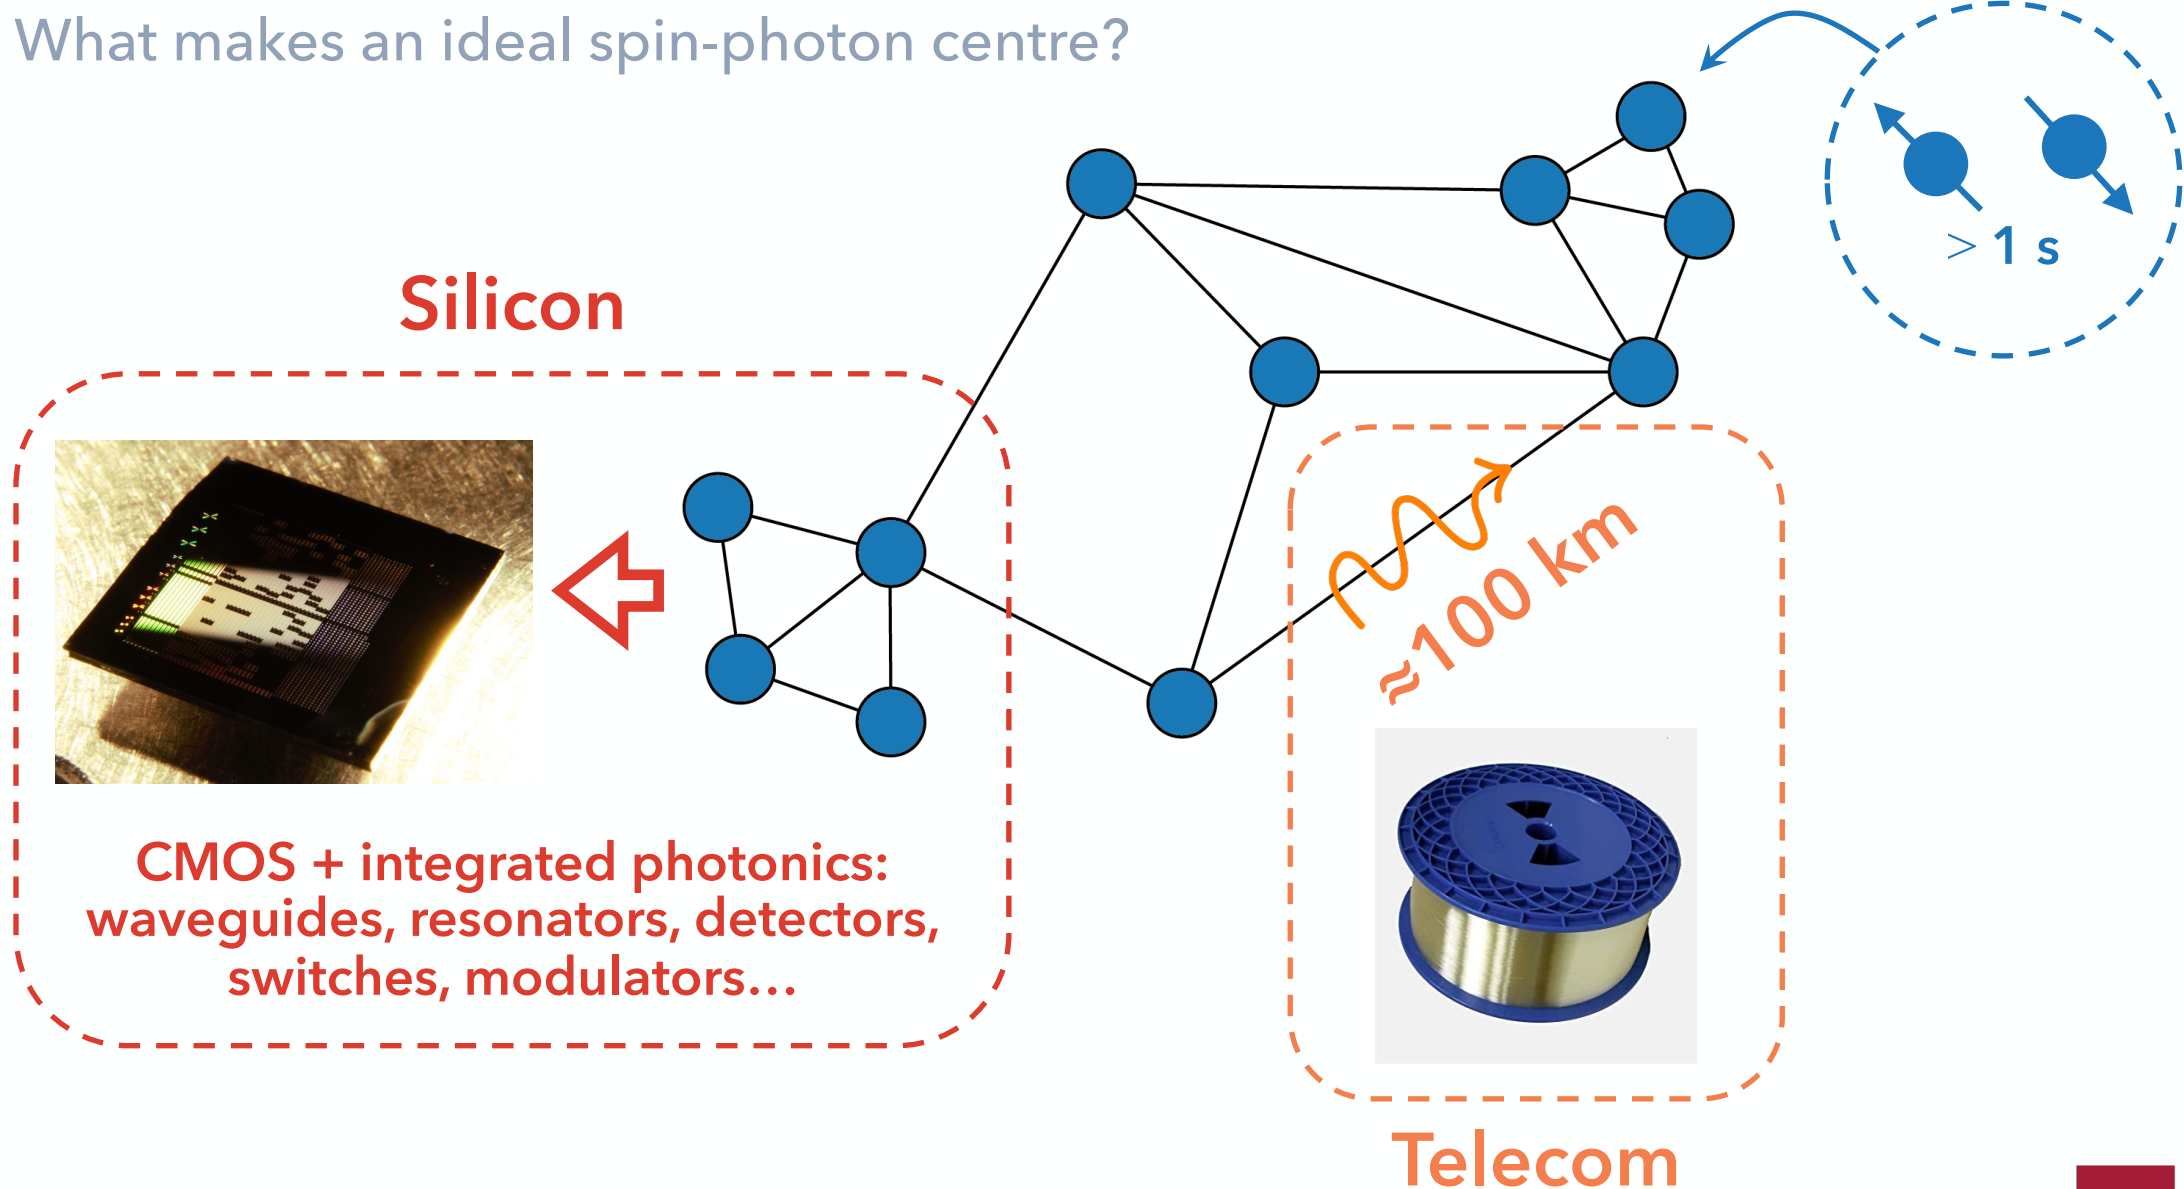 What makes an ideal spin-photon centre?
> 1 s
Silicon
≈100 km
CMOS + integrated photonics:
waveguides, resonators, detectors,
switches, modulators…
Telecom